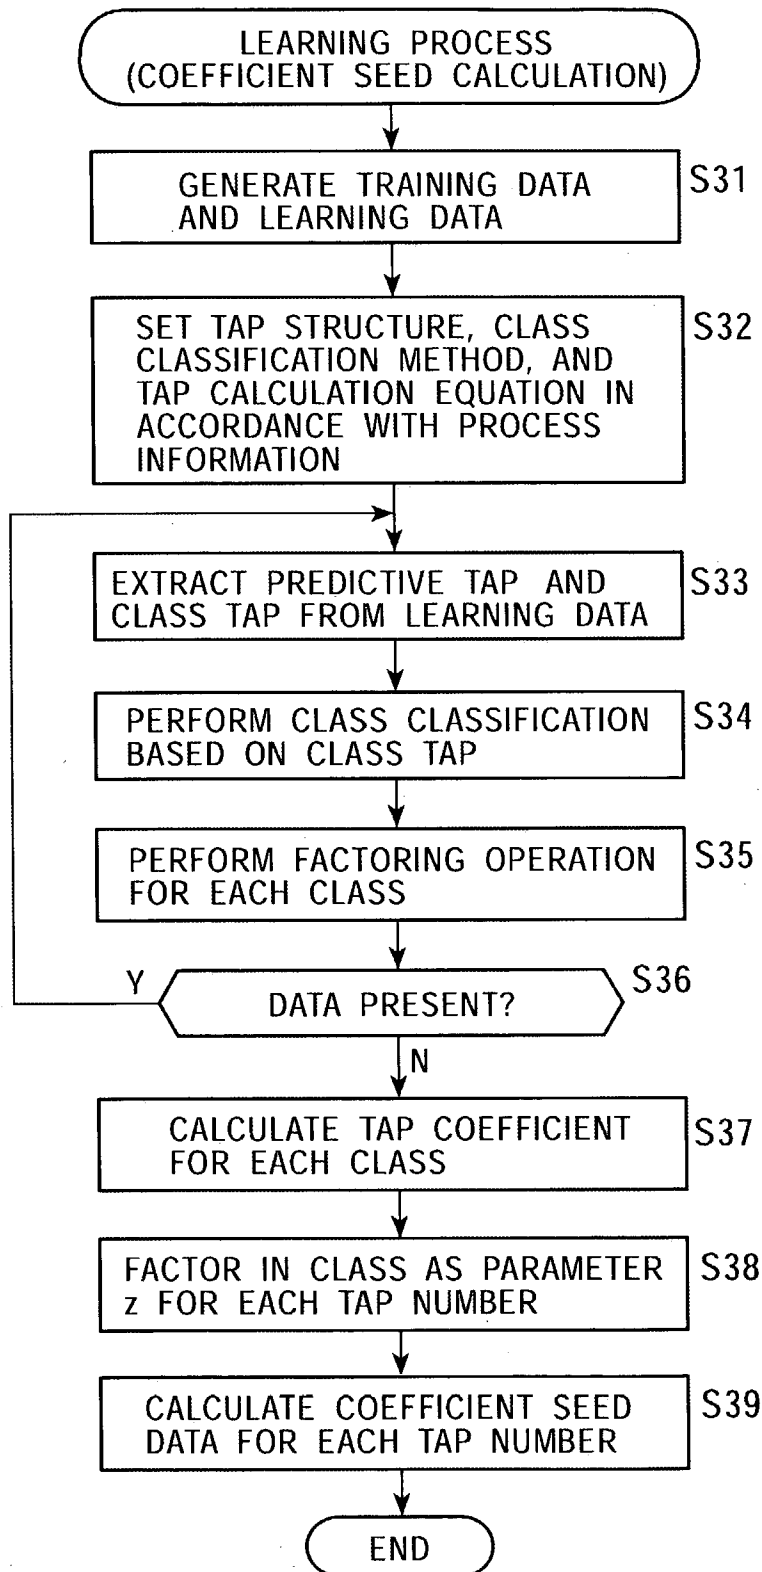 LEARNING PROCESS
(COEFFICIENT SEED CALCULATION)
GENERATE TRAINING DATA
AND LEARNING DATA
S31
SET TAP STRUCTURE, CLASS
CLASSIFICATION METHOD, AND
TAP CALCULATION EQUATION IN
ACCORDANCE WITH PROCESS
INFORMATION
S32
EXTRACT PREDICTIVE TAP AND
CLASS TAP FROM LEARNING DATA
S33
PERFORM CLASS CLASSIFICATION
BASED ON CLASS TAP
S34
PERFORM FACTORING OPERATION
FOR EACH CLASS
S35
Y
DATA PRESENT?
S36
N
CALCULATE TAP COEFFICIENT
FOR EACH CLASS
S37
FACTOR IN CLASS AS PARAMETER
z FOR EACH TAP NUMBER
S38
CALCULATE COEFFICIENT SEED
DATA FOR EACH TAP NUMBER
S39
END